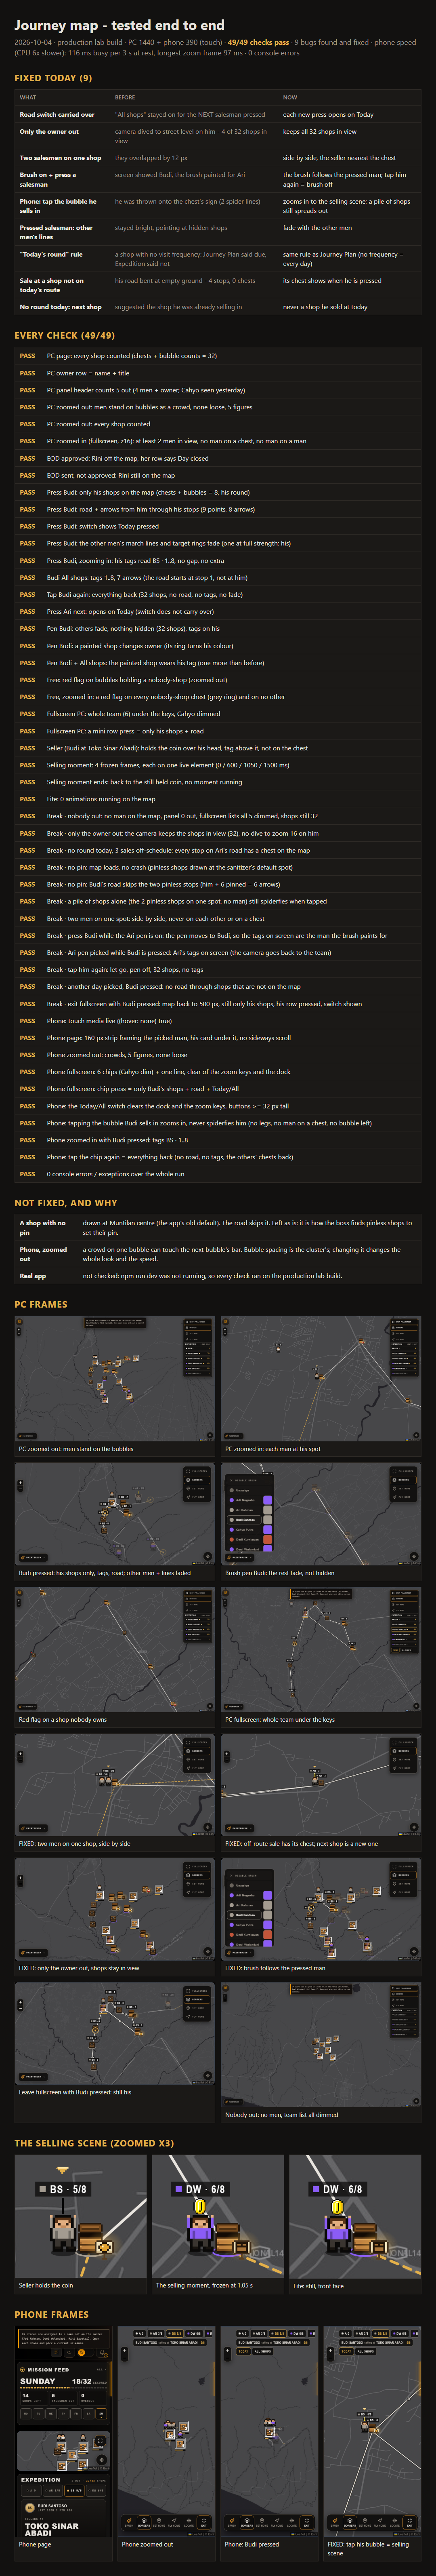 Journey map - tested end to end
2026-10-04 · production lab build · PC 1440 + phone 390 (touch) · 49/49 checks pass · 9 bugs found and fixed · phone speed
(CPU 6x slower): 116 ms busy per 3 s at rest, longest zoom frame 97 ms · 0 console errors
FIXED TODAY (9)
WHAT BEFORE NOW
Road switch carried over "All shops" stayed on for the NEXT salesman pressed each new press opens on Today
Only the owner out camera dived to street level on him - 4 of 32 shops in view keeps all 32 shops in view
Two salesmen on one shop they overlapped by 12 px side by side, the seller nearest the chest
Brush on + press a salesman screen showed Budi, the brush painted for Ari the brush follows the pressed man; tap him again = brush off
Phone: tap the bubble he sells in he was thrown onto the chest's sign (2 spider lines) zooms in to the selling scene; a pile of shops still spreads out
Pressed salesman: other men's lines stayed bright, pointing at hidden shops fade with the other men
"Today's round" rule a shop with no visit frequency: Journey Plan said due, Expedition said not same rule as Journey Plan (no frequency = every day)
Sale at a shop not on today's route his road bent at empty ground - 4 stops, 0 chests its chest shows when he is pressed
No round today: next shop suggested the shop he was already selling in never a shop he sold at today
EVERY CHECK (49/49)
PASS PC page: every shop counted (chests + bubble counts = 32)
PASS PC owner row = name + title
PASS PC panel header counts 5 out (4 men + owner; Cahyo seen yesterday)
PASS PC zoomed out: men stand on bubbles as a crowd, none loose, 5 figures
PASS PC zoomed out: every shop counted
PASS PC zoomed in (fullscreen, z16): at least 2 men in view, no man on a chest, no man on a man
PASS EOD approved: Rini off the map, her row says Day closed
PASS EOD sent, not approved: Rini still on the map
PASS Press Budi: only his shops on the map (chests + bubbles = 8, his round)
PASS Press Budi: road + arrows from him through his stops (9 points, 8 arrows)
PASS Press Budi: switch shows Today pressed
PASS Press Budi: the other men's march lines and target rings fade (one at full strength: his)
PASS Press Budi, zooming in: his tags read BS · 1..8, no gap, no extra
PASS Budi All shops: tags 1..8, 7 arrows (the road starts at stop 1, not at him)
PASS Tap Budi again: everything back (32 shops, no road, no tags, no fade)
PASS Press Ari next: opens on Today (switch does not carry over)
PASS Pen Budi: others fade, nothing hidden (32 shops), tags on his
PASS Pen Budi: a painted shop changes owner (its ring turns his colour)
PASS Pen Budi + All shops: the painted shop wears his tag (one more than before)
PASS Free: red flag on bubbles holding a nobody-shop (zoomed out)
PASS Free, zoomed in: a red flag on every nobody-shop chest (grey ring) and on no other
PASS Fullscreen PC: whole team (6) under the keys, Cahyo dimmed
PASS Fullscreen PC: a mini row press = only his shops + road
PASS Seller (Budi at Toko Sinar Abadi): holds the coin over his head, tag above it, not on the chest
PASS Selling moment: 4 frozen frames, each on one live element (0 / 600 / 1050 / 1500 ms)
PASS Selling moment ends: back to the still held coin, no moment running
PASS Lite: 0 animations running on the map
PASS Break - nobody out: no man on the map, panel 0 out, fullscreen lists all 5 dimmed, shops still 32
PASS Break - only the owner out: the camera keeps the shops in view (32), no dive to zoom 16 on him
PASS Break - no round today, 3 sales off-schedule: every stop on Ari's road has a chest on the map
PASS Break - no pin: map loads, no crash (pinless shops drawn at the sanitizer's default spot)
PASS Break - no pin: Budi's road skips the two pinless stops (him + 6 pinned = 6 arrows)
PASS Break - a pile of shops alone (the 2 pinless shops on one spot, no man) still spiderfies when tapped
PASS Break - two men on one spot: side by side, never on each other or on a chest
PASS Break - press Budi while the Ari pen is on: the pen moves to Budi, so the tags on screen are the man the brush paints for
PASS Break - Ari pen picked while Budi is pressed: Ari's tags on screen (the camera goes back to the team)
PASS Break - tap him again: let go, pen off, 32 shops, no tags
PASS Break - another day picked, Budi pressed: no road through shops that are not on the map
PASS Break - exit fullscreen with Budi pressed: map back to 500 px, still only his shops, his row pressed, switch shown
PASS Phone: touch media live ((hover: none) true)
PASS Phone page: 160 px strip framing the picked man, his card under it, no sideways scroll
PASS Phone zoomed out: crowds, 5 figures, none loose
PASS Phone fullscreen: 6 chips (Cahyo dim) + one line, clear of the zoom keys and the dock
PASS Phone fullscreen: chip press = only Budi's shops + road + Today/All
PASS Phone: the Today/All switch clears the dock and the zoom keys, buttons >= 32 px tall
PASS Phone: tapping the bubble Budi sells in zooms in, never spiderfies him (no legs, no man on a chest, no bubble left)
PASS Phone zoomed in with Budi pressed: tags BS · 1..8
PASS Phone: tap the chip again = everything back (no road, no tags, the others' chests back)
PASS 0 console errors / exceptions over the whole run
NOT FIXED, AND WHY
A shop with no pin drawn at Muntilan centre (the app's old default). The road skips it. Left as is: it is how the boss finds pinless shops to set their pin.
Phone, zoomed out a crowd on one bubble can touch the next bubble's bar. Bubble spacing is the cluster's; changing it changes the whole look and the speed.
Real app not checked: npm run dev was not running, so every check ran on the production lab build.
PC FRAMES
PC zoomed out: men stand on the bubbles
PC zoomed in: each man at his spot
Budi pressed: his shops only, tags, road; other men + lines faded
Brush pen Budi: the rest fade, not hidden
Red flag on a shop nobody owns
PC fullscreen: whole team under the keys
FIXED: two men on one shop, side by side
FIXED: off-route sale has its chest; next shop is a new one
FIXED: only the owner out, shops stay in view
FIXED: brush follows the pressed man
Leave fullscreen with Budi pressed: still his
Nobody out: no men, team list all dimmed
THE SELLING SCENE (ZOOMED X3)
BS · 5/8
DW · 6/8
DW · 6/8
Seller holds the coin
The selling moment, frozen at 1.05 s
Lite: still, front face
PHONE FRAMES
MISSION FEED
SUNDAY 18/32
EXPEDITION
BUDI SANTOSO
TOKO SINAR
ABADI
Phone page
Phone zoomed out
Phone: Budi pressed
FIXED: tap his bubble = selling
scene